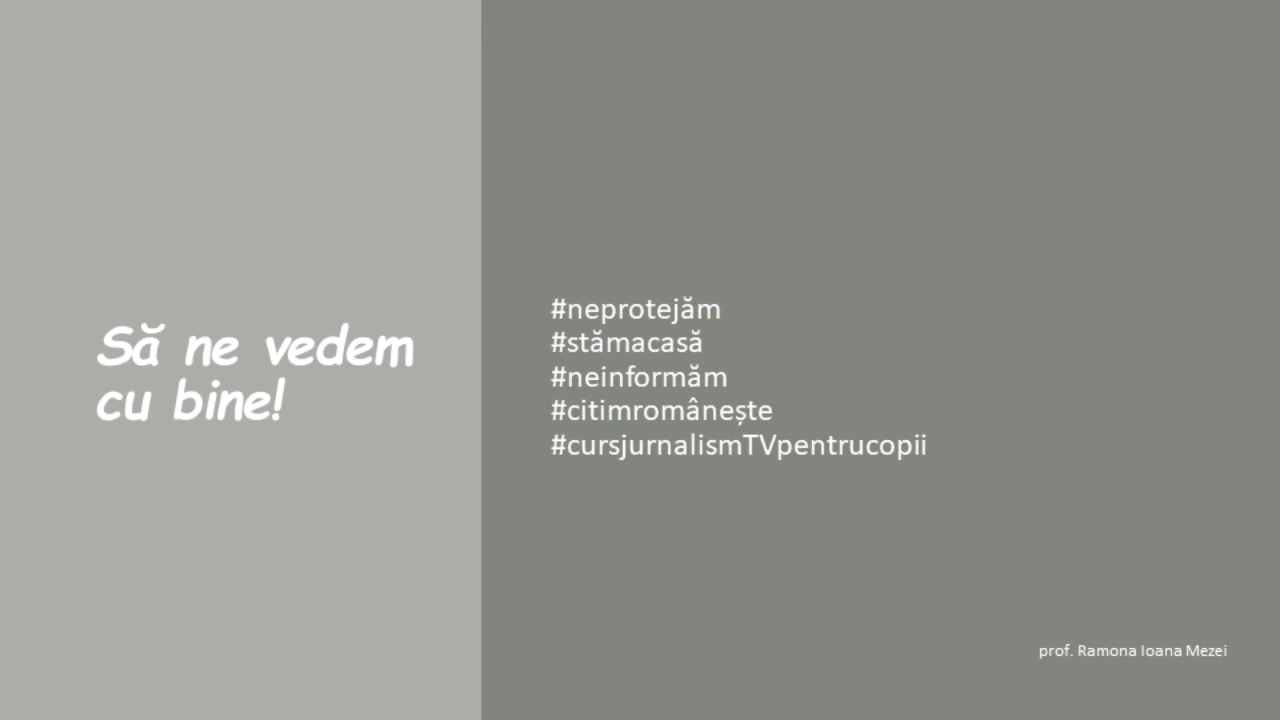 Să ne vedem
cu bine!
#neprotejăm
#stămacasă
#neinformăm
#citimromânește
#cursjurnalismTVpentrucopii
prof. Ramona Ioana Mezei